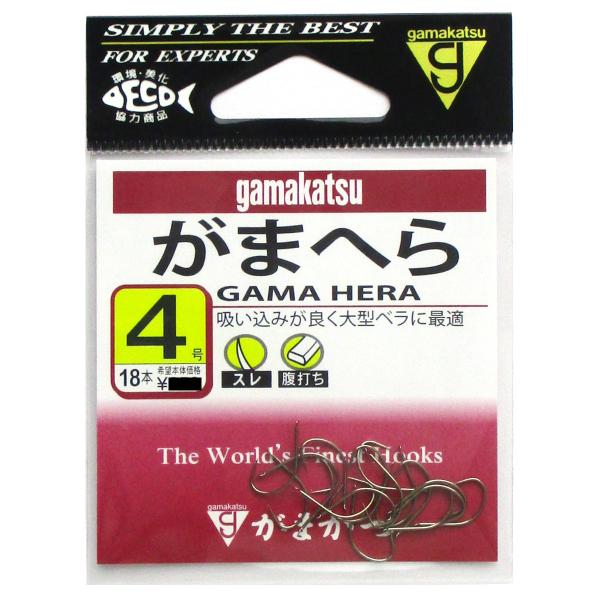 SIMPLY THE BEST
FOR EXPERTS
gamakatsu
環境・美化
DECO
協力商品
gamakatsu
がまへら
GAMA HERA
吸い込みが良く大型ベラに最適
4号
18本
希望本体価格
¥
スレ
腹打ち
The World's Finest Hooks
gamakatsu
がまかつ